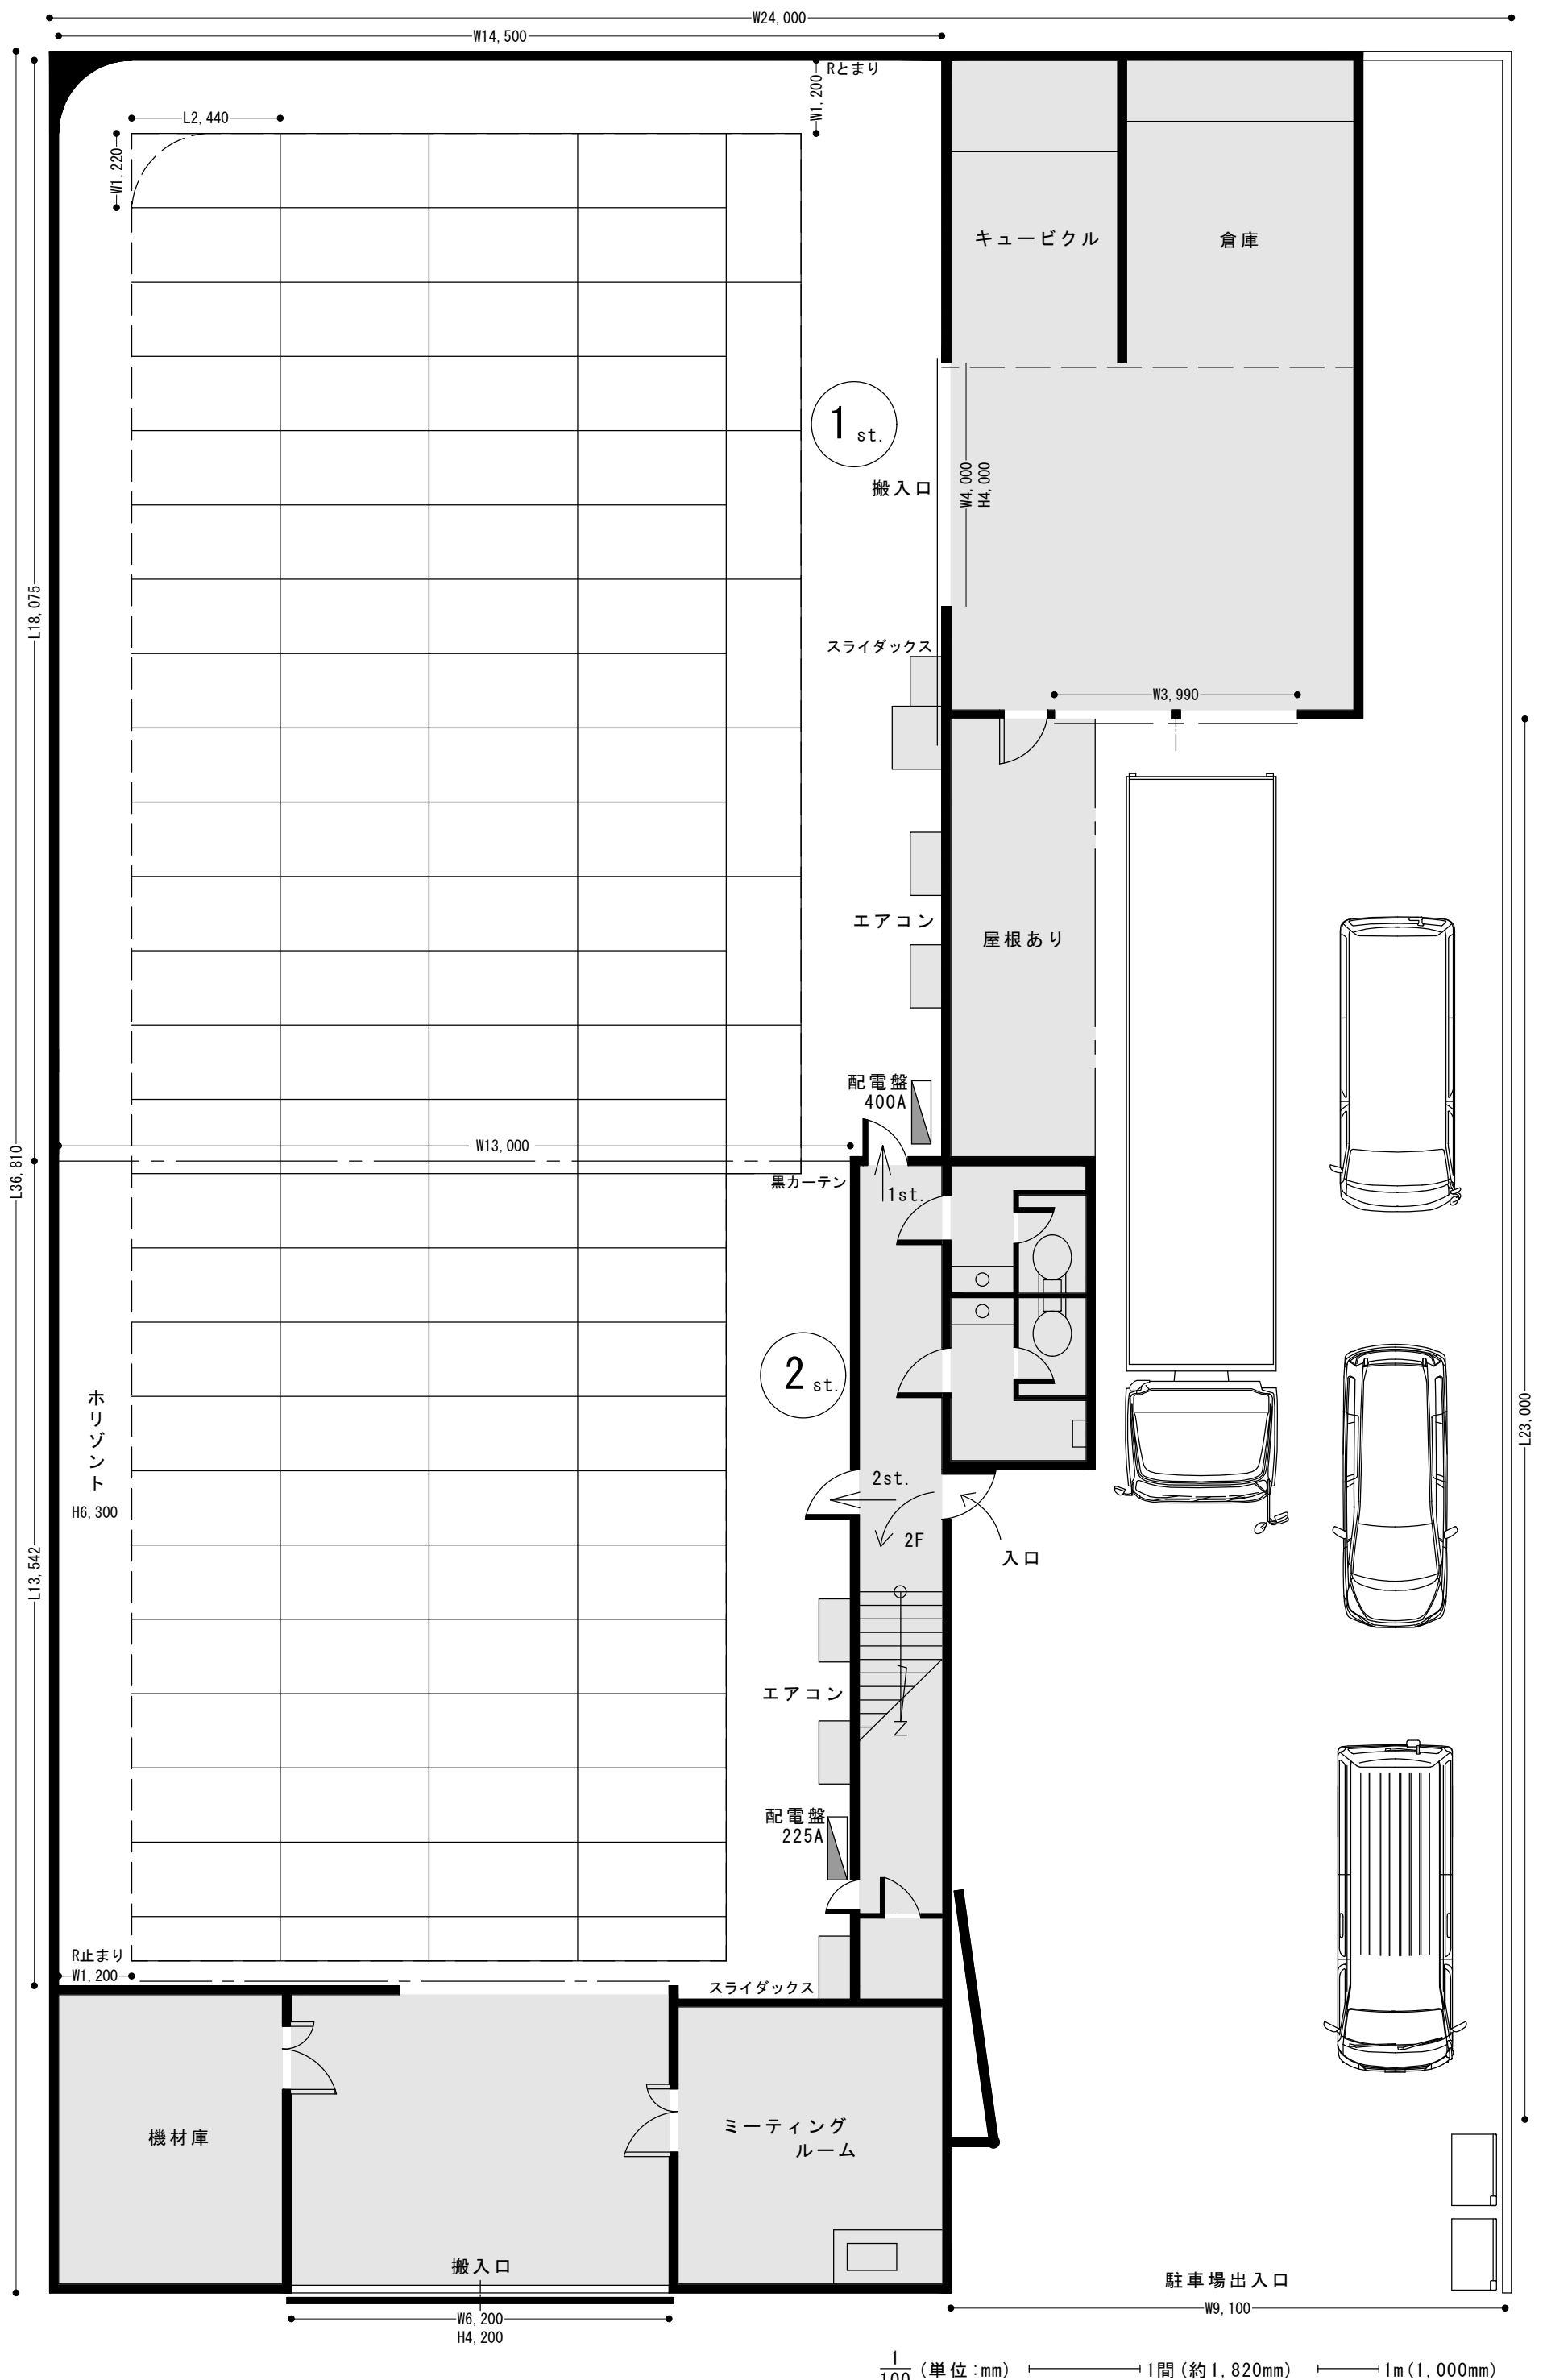 W24,000
W14,500
Rとまり
W1,200
L2,440
W1,220
キュービクル
倉庫
1 st.
搬入口
W4,000
H4,000
L18,075
スライダックス
W3,990
エアコン
屋根あり
配電盤
400A
W13,000
L36,810
黒カーテン
1st.
2 st.
ホリゾント
H6,300
L23,000
2st.
2F
入口
L13,542
エアコン
配電盤
225A
R止まり
W1,200
スライダックス
機材庫
ミーティング
ルーム
搬入口
駐車場出入口
W6,200
H4,200
W9,100
1
100
(単位:mm)
1間(約1,820mm)
1m(1,000mm)